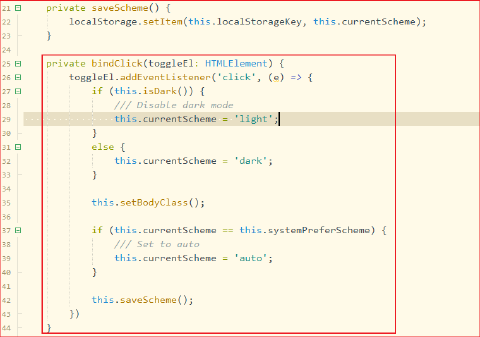 21 private saveScheme() {
22 localStorage.setItem(this.localStorageKey, this.currentScheme);
23 }
24
25 private bindClick(toggleEl: HTMLElement) {
26 toggleEl.addEventListener('click', (e) => {
27 if (this.isDark()) {
28 /// Disable dark mode
29 this.currentScheme = 'light';
30 }
31 else {
32 this.currentScheme = 'dark';
33 }
34
35 this.setBodyClass();
36
37 if (this.currentScheme == this.systemPreferScheme) {
38 /// Set to auto
39 this.currentScheme = 'auto';
40 }
41
42 this.saveScheme();
43 })
44 }